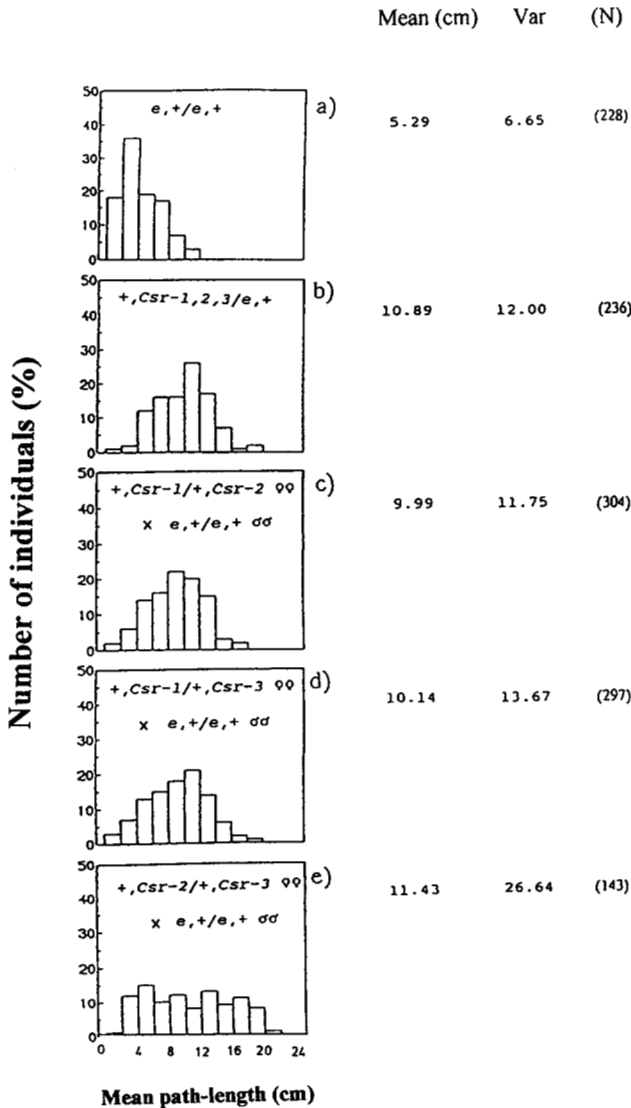 Mean (cm) Var (N)
50
40
30
20
10
0
e,+/e,+
a)
5.29 6.65 (228)
50
40
30
20
10
0
+,Csr-1,2,3/e,+
b)
10.89 12.00 (236)
50
40
30
20
10
0
+,Csr-1/+,Csr-2 ♀♀
x e,+/e,+ ♂♂
c)
9.99 11.75 (304)
50
40
30
20
10
0
+,Csr-1/+,Csr-3 ♀♀
x e,+/e,+ ♂♂
d)
10.14 13.67 (297)
50
40
30
20
10
0
+,Csr-2/+,Csr-3 ♀♀
x e,+/e,+ ♂♂
e)
11.43 26.64 (143)
0 4 8 12 16 20 24
Mean path-length (cm)
Number of individuals (%)